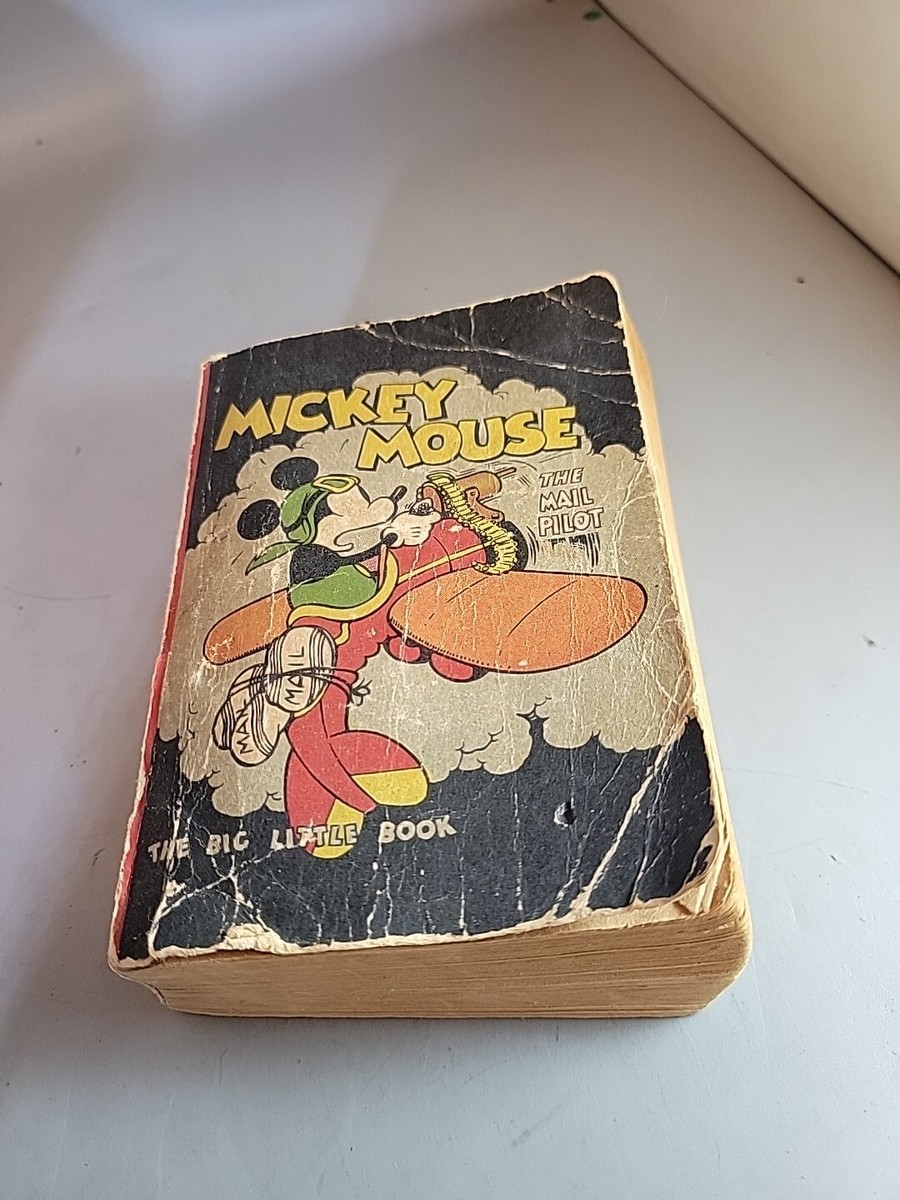 MICKEY
MOUSE
THE
MAIL
PILOT
MAIL
MAIL
THE BIG LITTLE BOOK